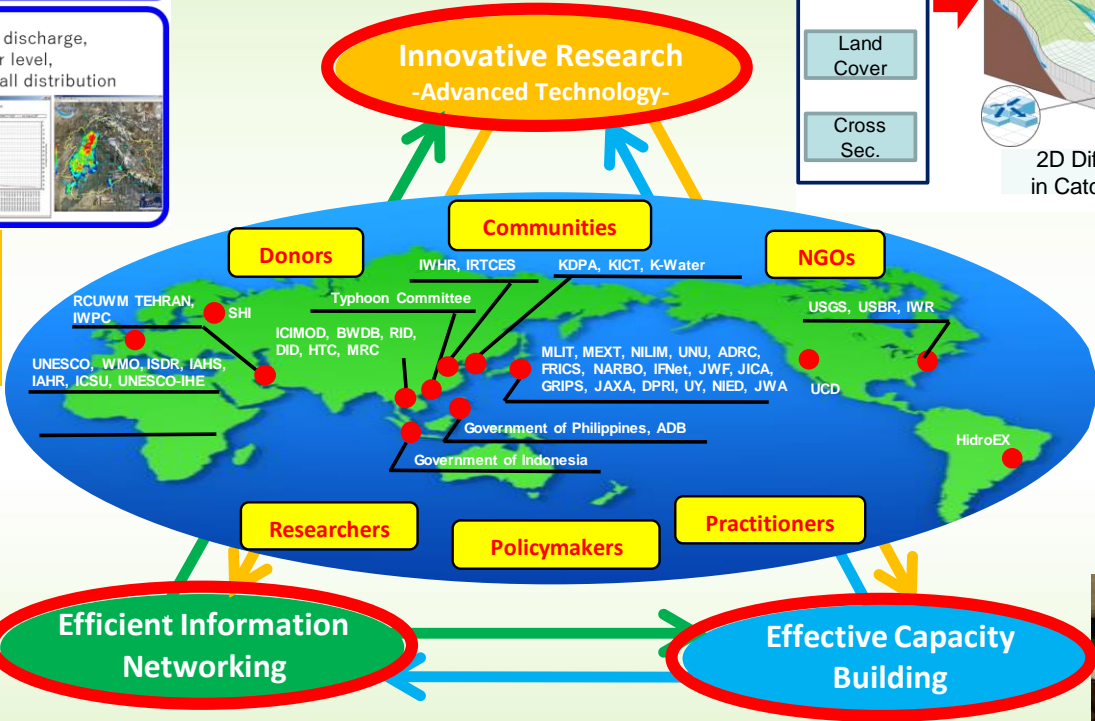 discharge,
level,
distribution
Land
Cover
Cross
Sec.
2D
in
Innovative Research
-Advanced Technology-
Donors
Communities
NGOs
IWHR, IRTCES
KDPA, KICT, K-Water
RCUWM TEHRAN,
IWPC
SHI
Typhoon Committee
USGS, USBR, IWR
ICIMOD, BWDB, RID,
DID, HTC, MRC
UNESCO, WMO, ISDR, IAHS,
IAHR, ICSU, UNESCO-IHE
MLIT, MEXT, NILIM, UNU, ADRC,
FRICS, NARBO, IFNet, JWF, JICA,
GRIPS, JAXA, DPRI, UY, NIED, JWA
UCD
Government of Philippines, ADB
HidroEX
Government of Indonesia
Researchers
Policymakers
Practitioners
Efficient Information
Networking
Effective Capacity
Building